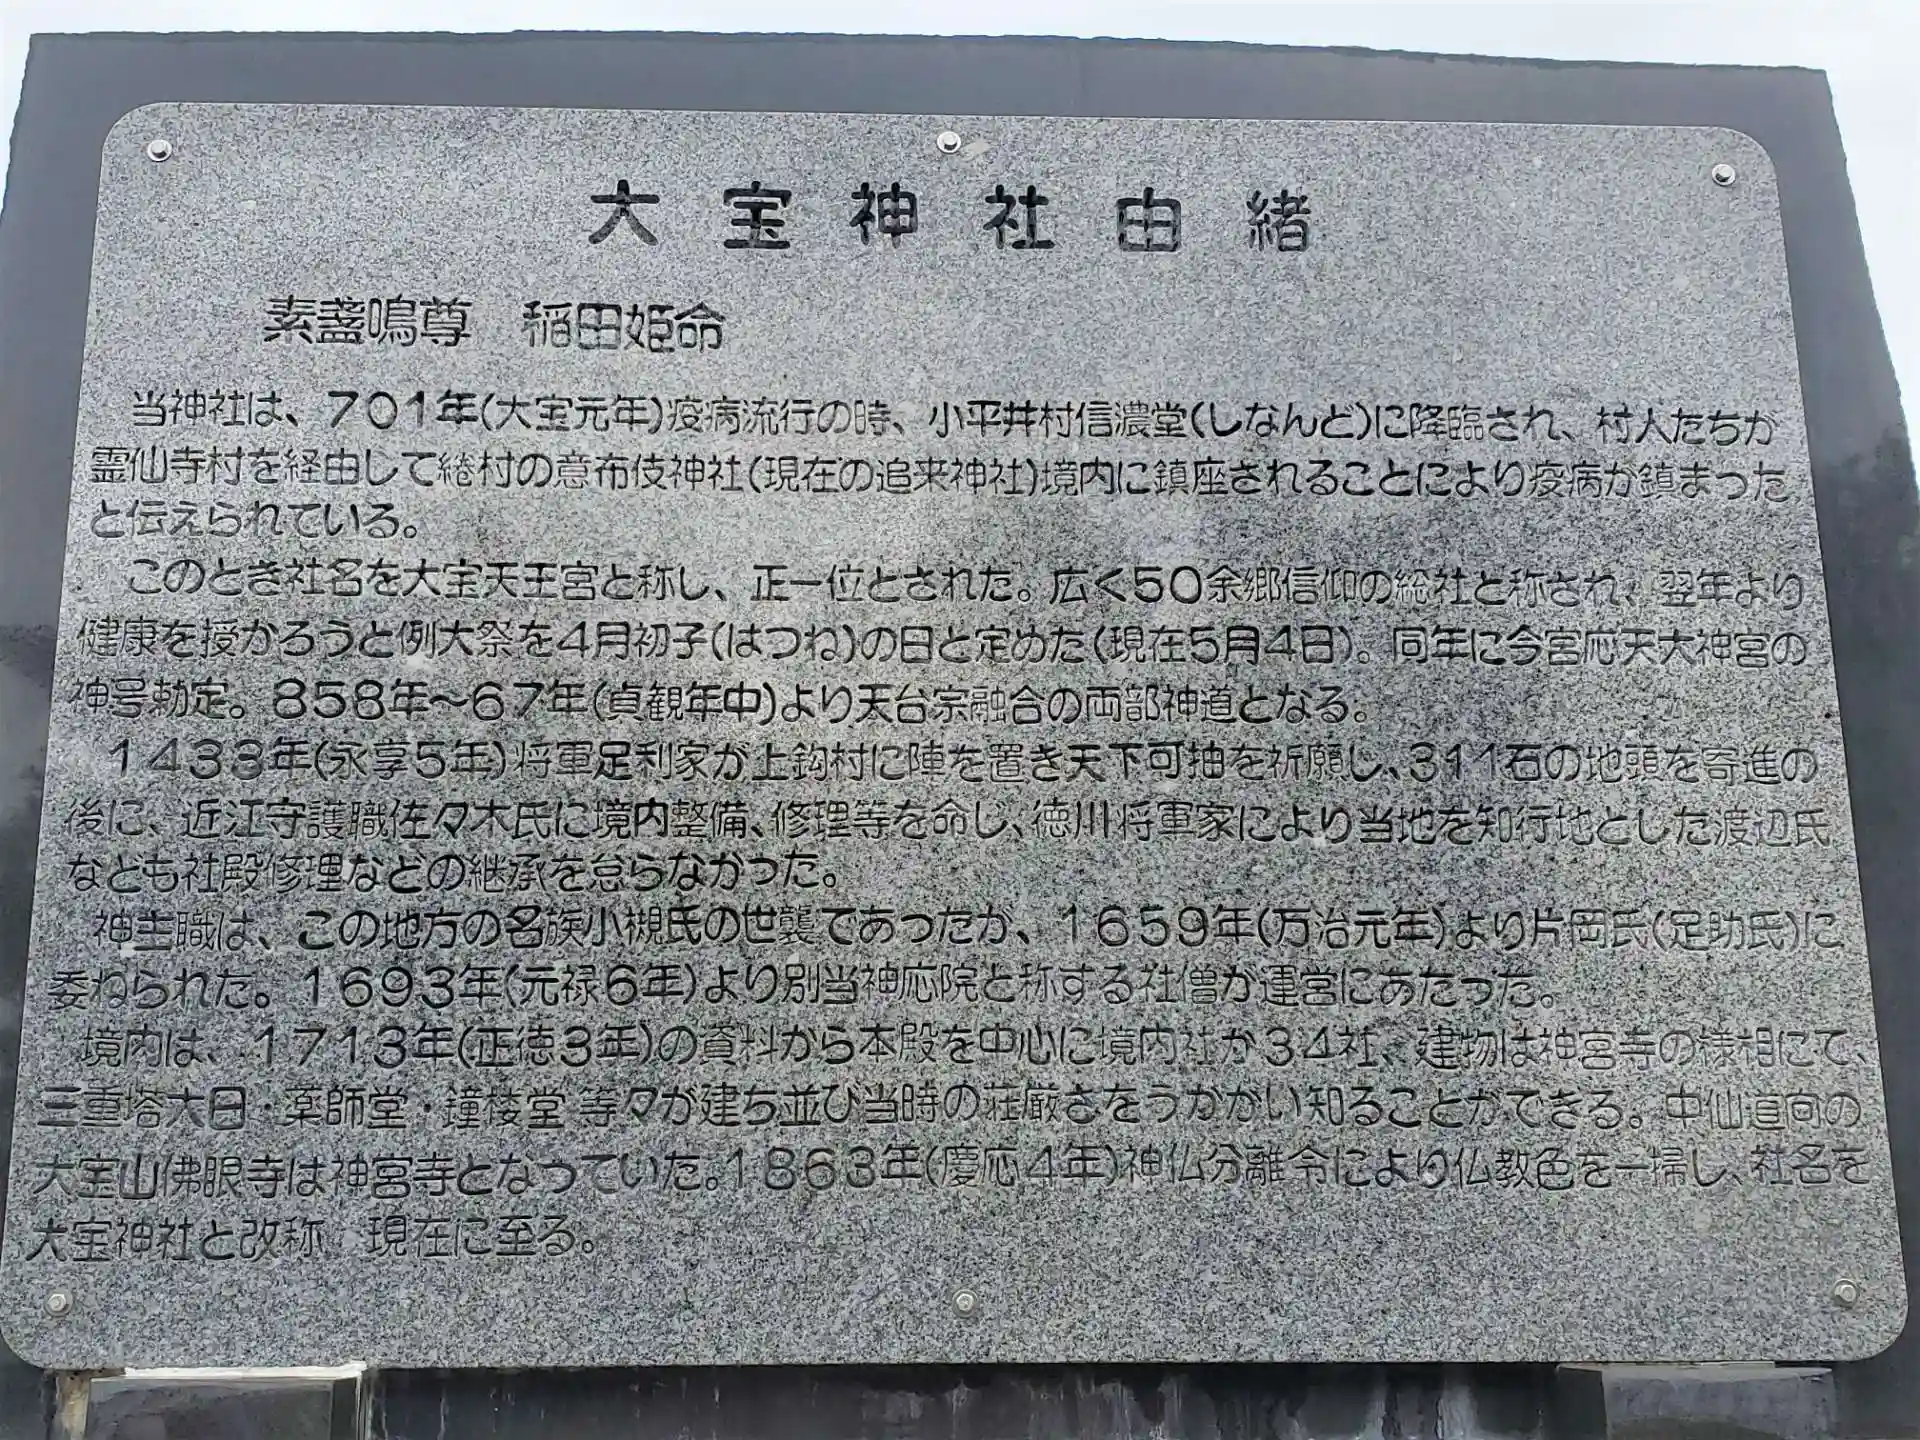 大宝神社由緒
素盞鳴尊　稲田姫命
当神社は、701年(大宝元年)疫病流行の時、小平井村信濃堂(しなんど)に降臨され、村人たちが
霊仙寺村を経由して綣村の意布伎神社(現在の追来神社)境内に鎮座されることにより疫病が鎮まった
と伝えられている。
このとき社名を大宝天王宮と称し、正一位とされた。広く50余郷信仰の総社と称され、翌年より
健康を授かろうと例大祭を4月初子(はつね)の日と定めた(現在5月4日)。同年に今宮応天大神宮の
神号勅定。858年〜67年(貞観年中)より天台宗融合の両部神道となる。
1433年(永享5年)将軍足利家が上鈎村に陣を置き天下可抽を祈願し、311石の地頭を寄進の
後に、近江守護職佐々木氏に境内整備、修理等を命し、徳川将軍家により当地を知行地とした渡辺氏
なども社殿修理などの継承を怠らなかった。
神主職は、この地方の名族小槻氏の世襲であったが、1659年(万治元年)より片岡氏(足助氏)に
委ねられた。1693年(元禄6年)より別当神応院と称する社僧が運営にあたった。
境内は、1713年(正徳3年)の資料から本殿を中心に境内社が34社、建物は神宮寺の様相にて、
三重塔大日・薬師堂・鐘楼堂等々が建ち並び当時の荘厳さをうかがい知ることができる。中仙道向の
大宝山佛眼寺は神宮寺となっていた。1863年(慶応4年)神仏分離令により仏教色を一掃し、社名を
大宝神社と改称　現在に至る。